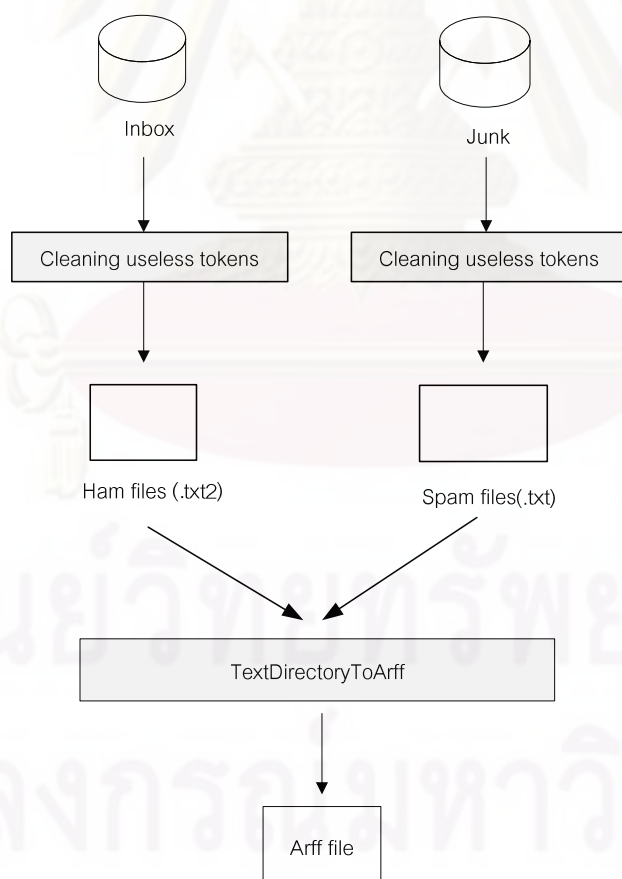 Inbox
Junk
Cleaning useless tokens
Cleaning useless tokens
Ham files (.txt2)
Spam files(.txt)
TextDirectoryToArff
Arff file